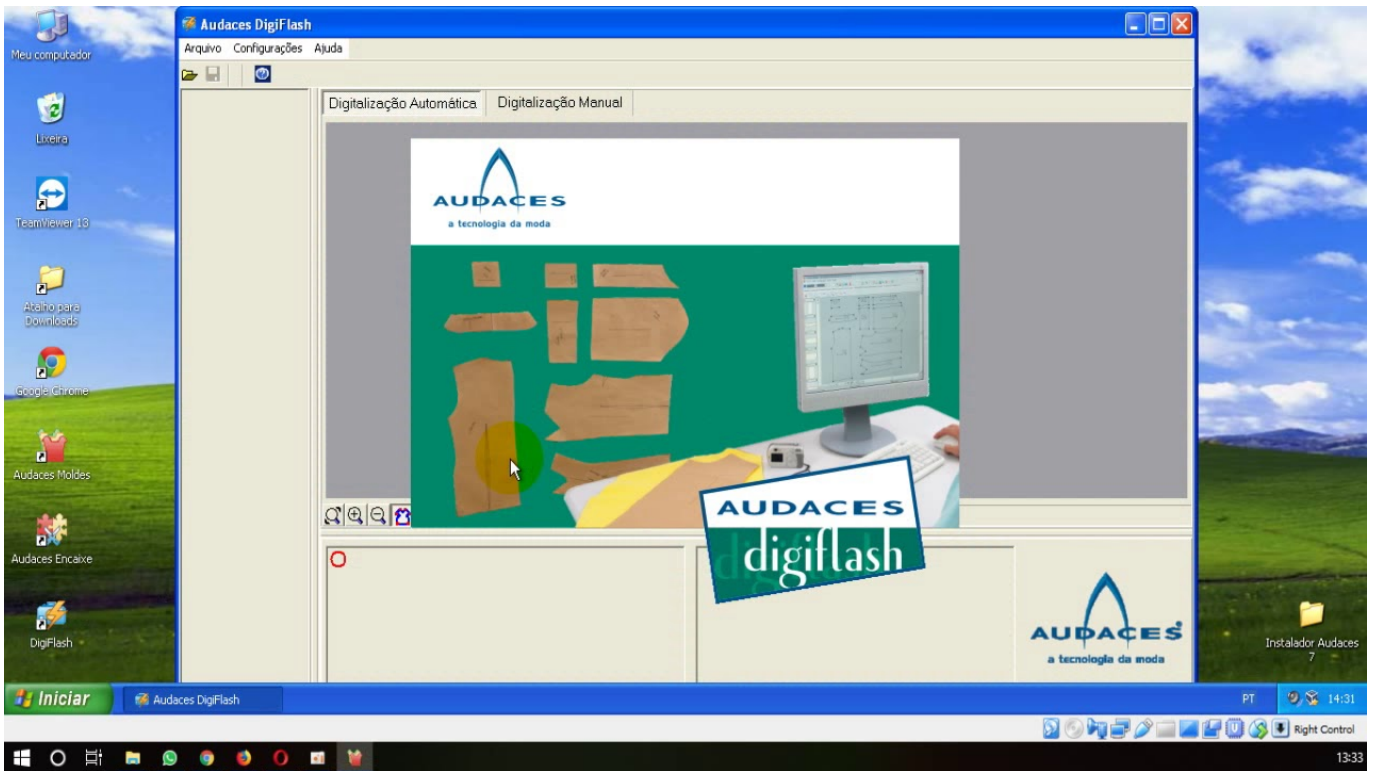 Meu computador
Lixeira
TeamViewer 13
Atalho para
Downloads
Google Chrome
Audaces Moldes
Audaces Encaixe
DigiFlash
Audaces DigiFlash
Arquivo Configurações Ajuda
Digitalização Automática Digitalização Manual
AUDACES
a tecnologia da moda
AUDACES
digiflash
AUDACES
a tecnologia da moda
Instalador Audaces
7
Iniciar
Audaces DigiFlash
PT
14:31
Right Control
13:33